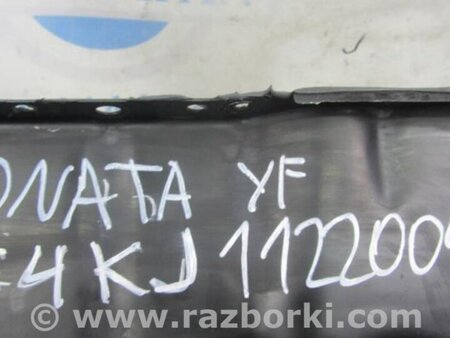 ONATA YF
4KJ 112200
www.razborki.com